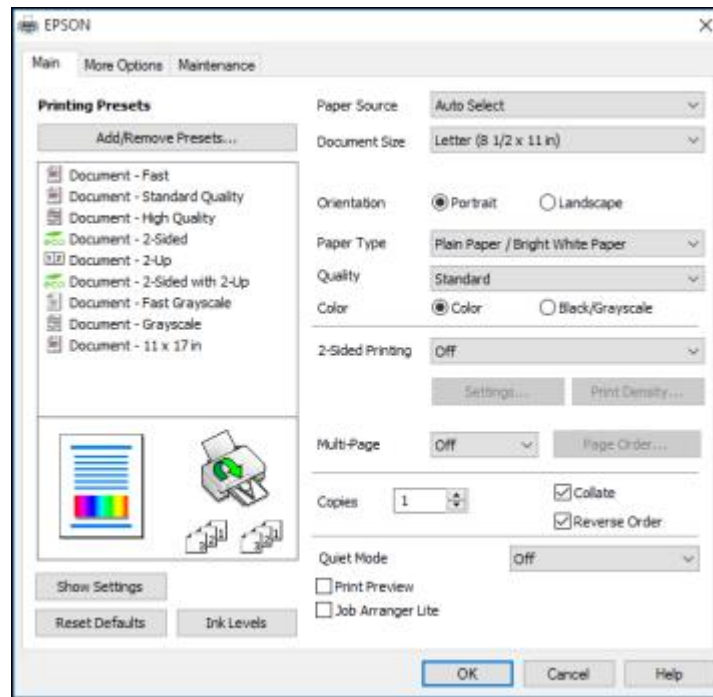 EPSON
Main More Options Maintenance
Printing Presets
Add/Remove Presets...
Document - Fast
Document - Standard Quality
Document - High Quality
Document - 2-Sided
Document - 2-Up
Document - 2-Sided with 2-Up
Document - Fast Grayscale
Document - Grayscale
Document - 11 x 17 in
Show Settings
Reset Defaults Ink Levels
Paper Source Auto Select
Document Size Letter (8 1/2 x 11 in)
Orientation Portrait Landscape
Paper Type Plain Paper / Bright White Paper
Quality Standard
Color Color Black/Grayscale
2-Sided Printing Off
Settings... Print Density...
Multi-Page Off Page Order...
Copies 1 Collate
Reverse Order
Quiet Mode Off
Print Preview
Job Arranger Lite
OK Cancel Help